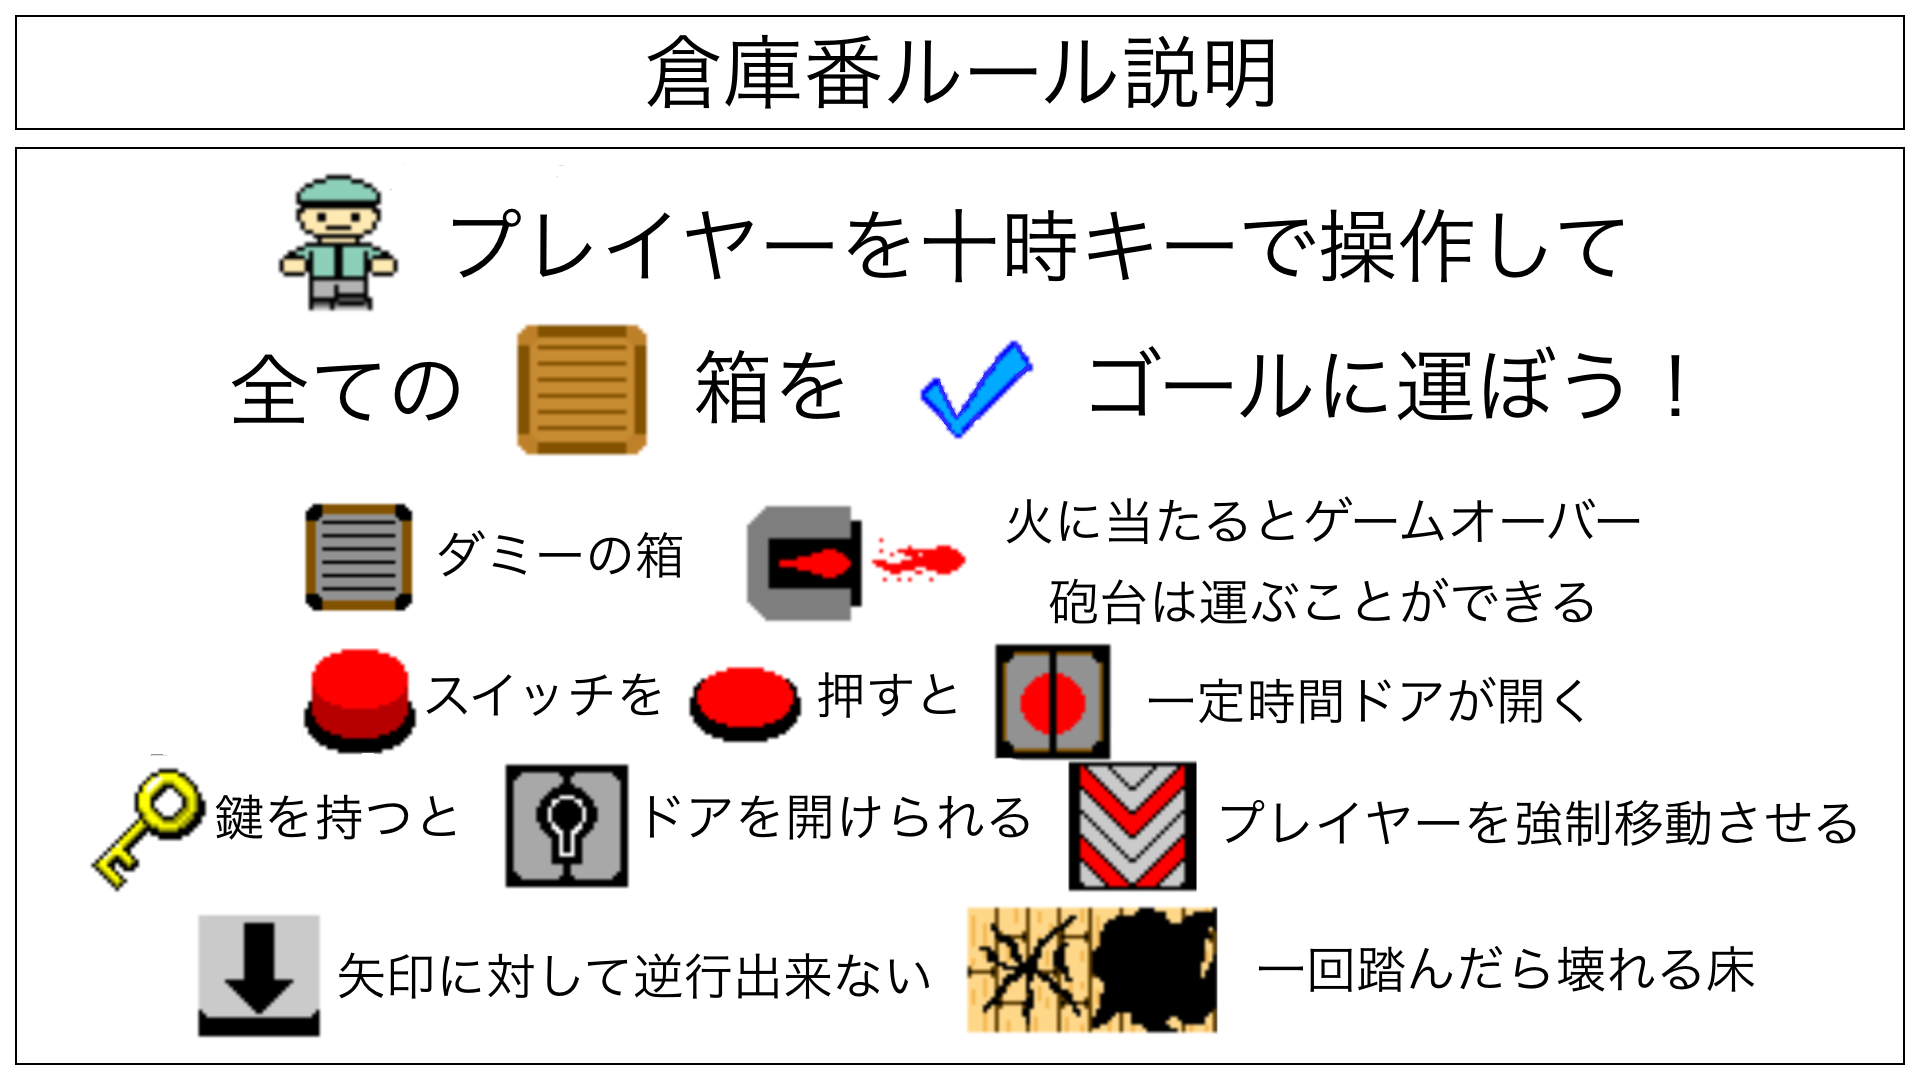 倉庫番ルール説明
プレイヤーを十時キーで操作して
全ての 箱を ゴールに運ぼう！
ダミーの箱
火に当たるとゲームオーバー
砲台は運ぶことができる
スイッチを 押すと 一定時間ドアが開く
鍵を持つと ドアを開けられる
プレイヤーを強制移動させる
矢印に対して逆行出来ない
一回踏んだら壊れる床